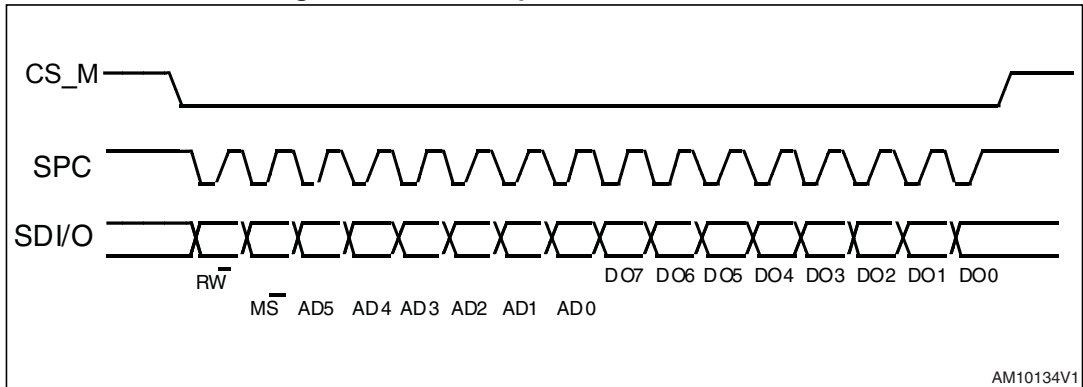 CS_M
SPC
SDI/O
RW DO7 DO6 DO5 DO4 DO3 DO2 DO1 DO0
MS AD5 AD4 AD3 AD2 AD1 AD0
AM10134V1